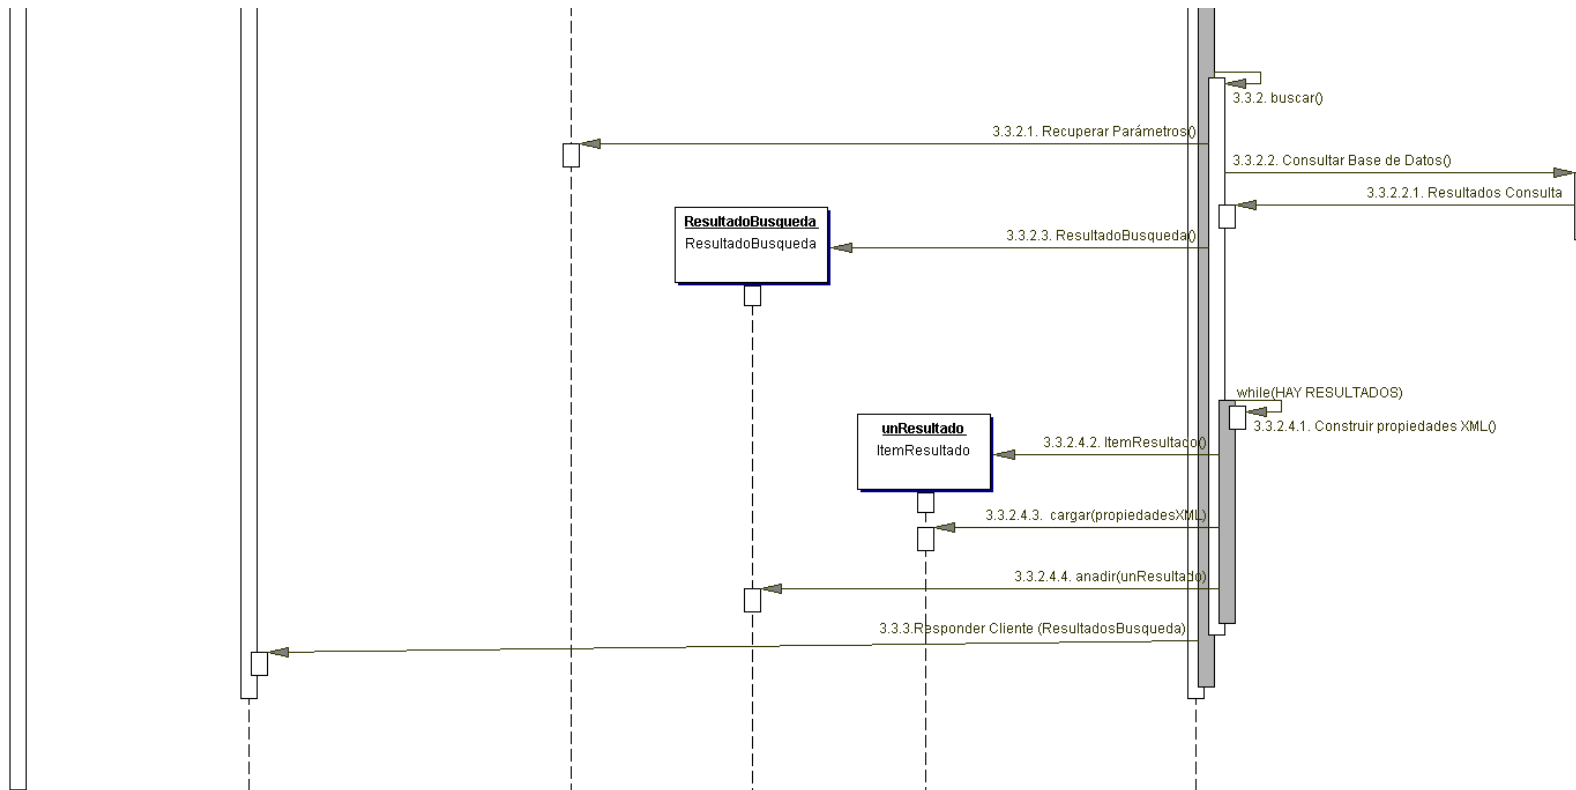 3.3.2. buscar()
3.3.2.1. Recuperar Parámetros()
3.3.2.2. Consultar Base de Datos()
3.3.2.2.1. Resultados Consulta
ResultadoBusqueda
ResultadoBusqueda
3.3.2.3. ResultadoBusqueda()
while(HAY RESULTADOS)
3.3.2.4.1. Construir propiedades XML()
unResultado
ItemResultado
3.3.2.4.2. ItemResultado()
3.3.2.4.3. cargar(propiedadesXML)
3.3.2.4.4. anadir(unResultado)
3.3.3.Responder Cliente (ResultadosBusqueda)